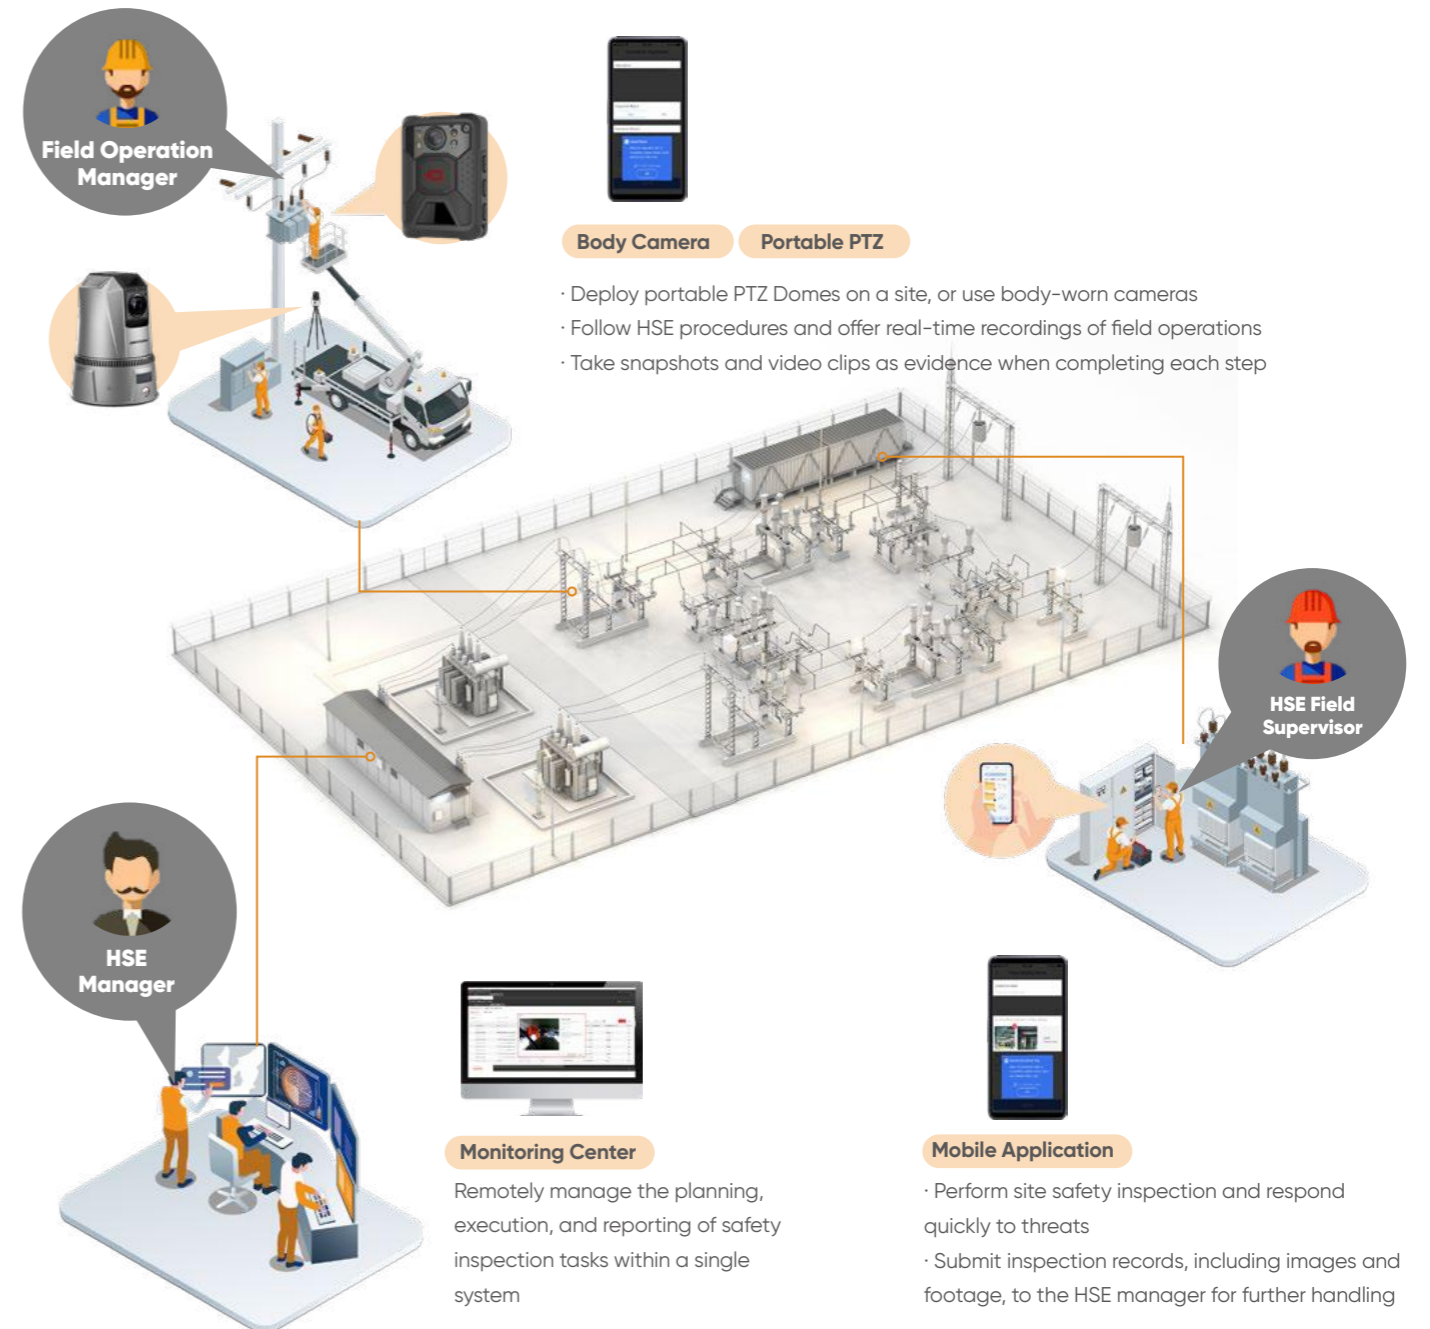 Field Operation
Manager
Body Camera
Portable PTZ
· Deploy portable PTZ Domes on a site, or use body-worn cameras
· Follow HSE procedures and offer real-time recordings of field operations
· Take snapshots and video clips as evidence when completing each step
HSE Field
Supervisor
HSE
Manager
Monitoring Center
Remotely manage the planning,
execution, and reporting of safety
inspection tasks within a single
system
Mobile Application
· Perform site safety inspection and respond
quickly to threats
· Submit inspection records, including images and
footage, to the HSE manager for further handling